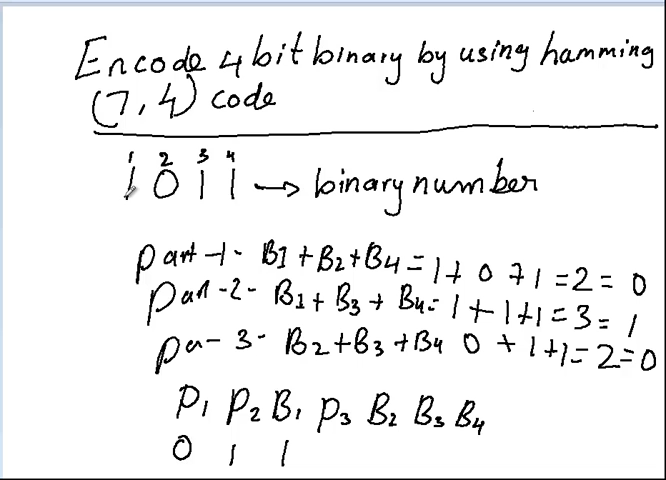 Encode 4 bit binary by using hamming
(7,4) code
1 2 3 4
1 0 1 1 → binary number
part-1- B1+B2+B4=1+0+1=2=0
part-2- B1+B3+B4=1+1+1=3=1
pa- 3- B2+B3+B4 0+1+1=2=0
P1 P2 B1 P3 B2 B3 B4
0 1 1